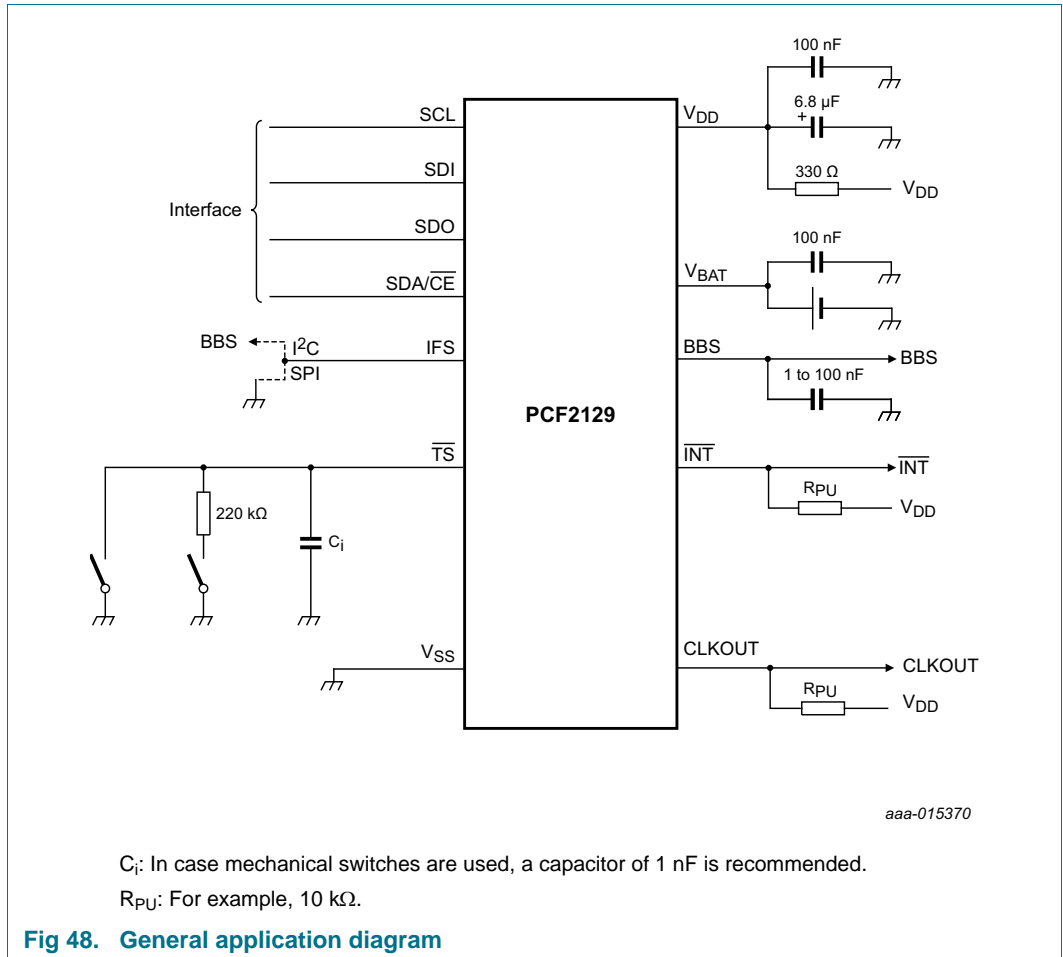 100 nF
6.8 µF
+
330 Ω
VDD
VDD
SCL
SDI
SDO
SDA/CE
Interface
100 nF
VBAT
BBS
I2C
SPI
IFS
BBS
BBS
1 to 100 nF
PCF2129
TS
INT
INT
RPU
VDD
220 kΩ
Ci
VSS
CLKOUT
CLKOUT
RPU
VDD
aaa-015370
Ci: In case mechanical switches are used, a capacitor of 1 nF is recommended.
RPU: For example, 10 kΩ.
Fig 48. General application diagram